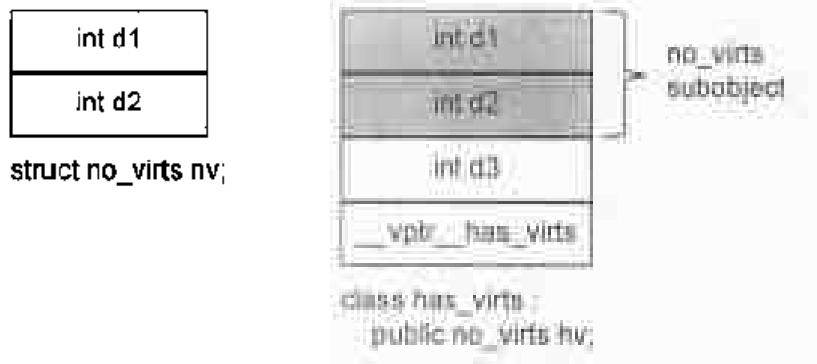 int d1
int d2
struct no_virts nv;
int d1
int d2
no_virts
subobject
int d3
__vptr__has_virts
class has_virts :
public no_virts hv;